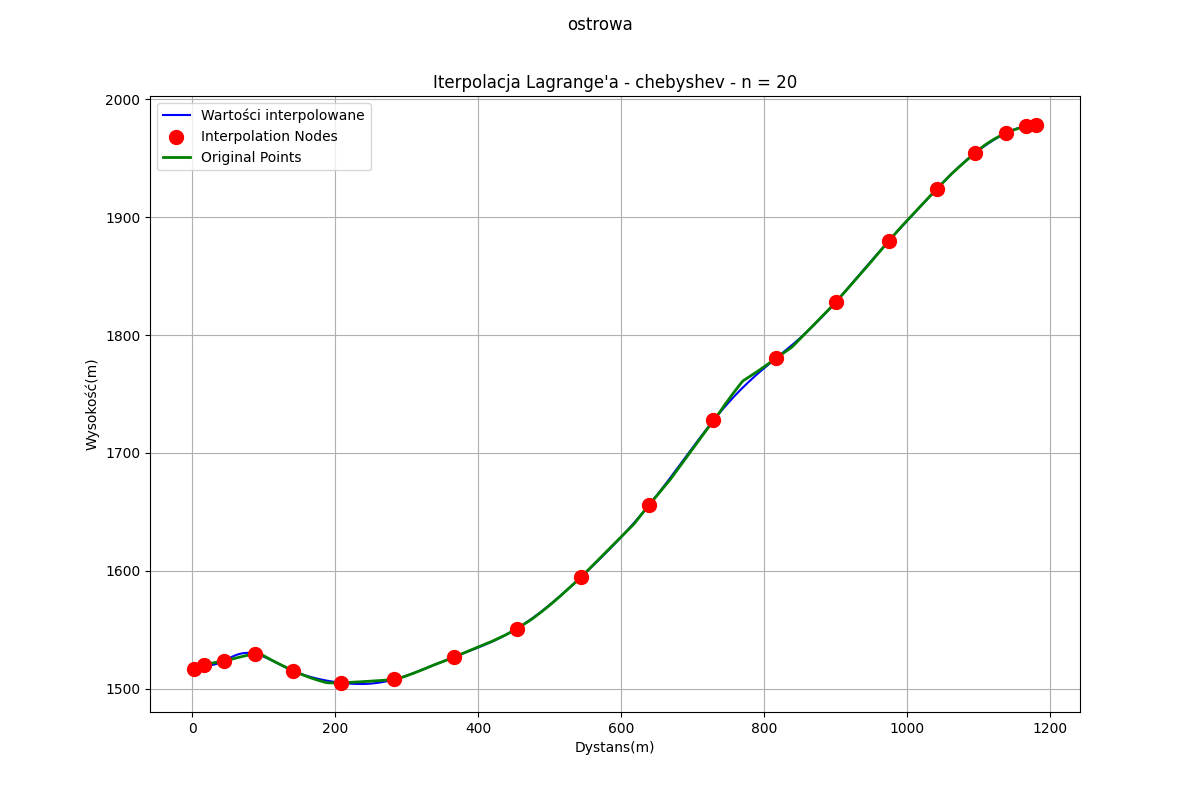 ostrowa
Iterpolacja Lagrange'a - chebyshev - n = 20
Wartości interpolowane
Interpolation Nodes
Original Points
2000
1900
1800
1700
1600
1500
Wysokość(m)
0 200 400 600 800 1000 1200
Dystans(m)